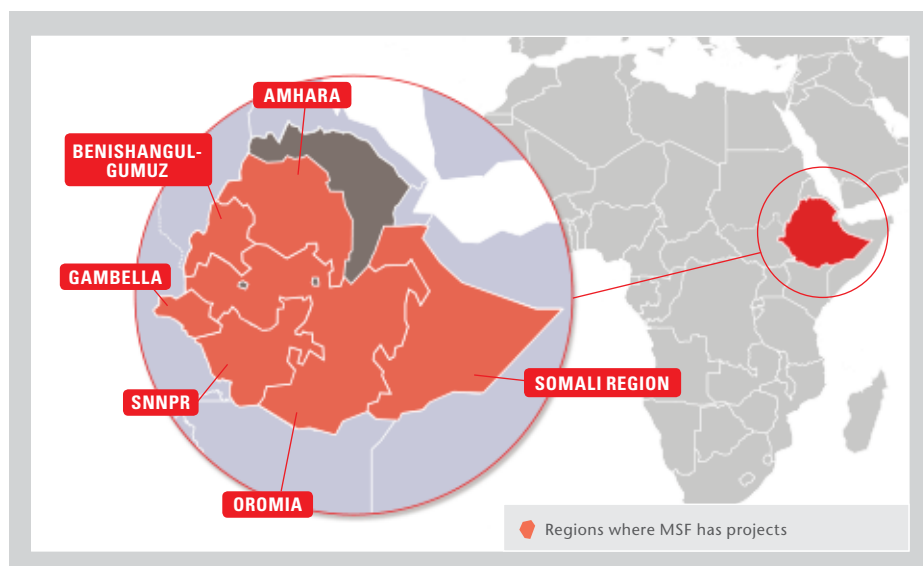 AMHARA
BENISHANGUL-
GUMUZ
GAMBELLA
SNNPR
SOMALI REGION
OROMIA
Regions where MSF has projects